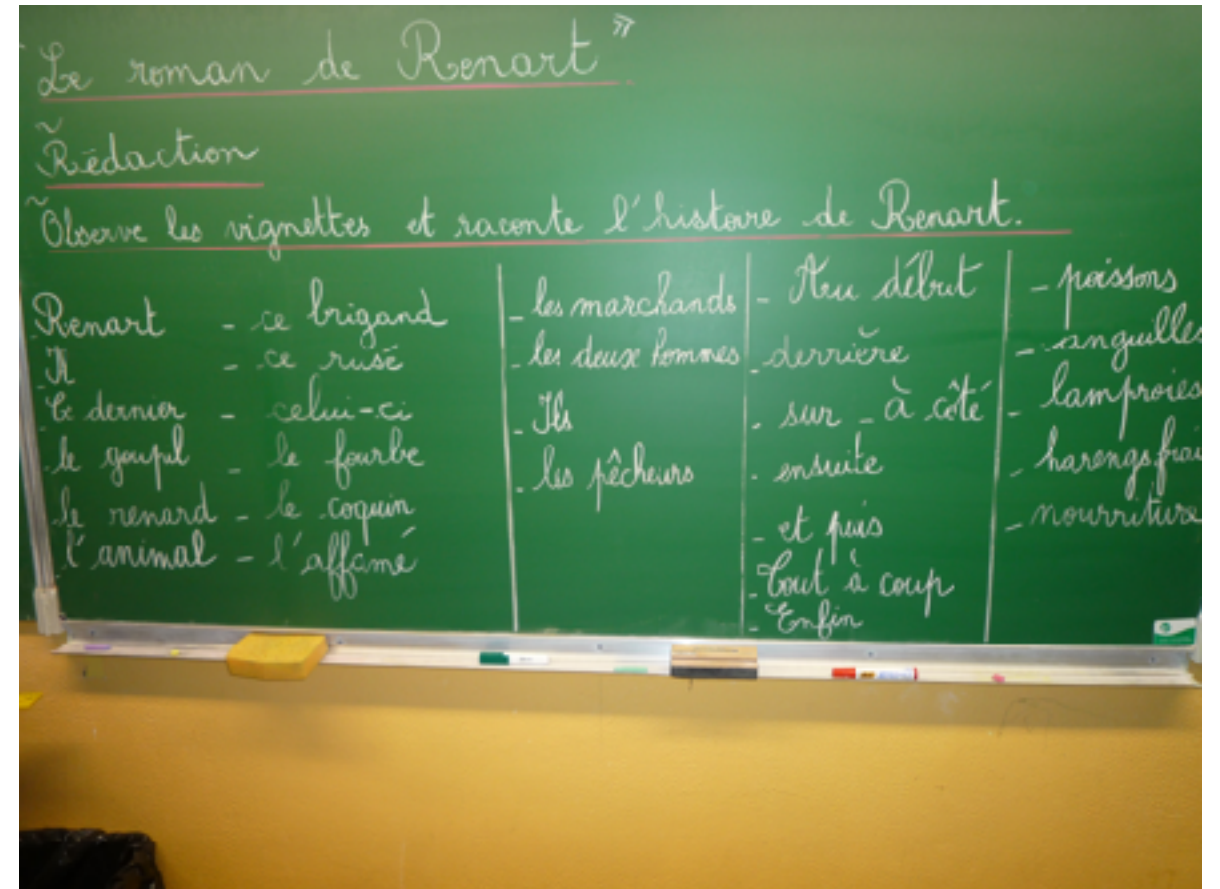 "Le roman de Renart"
Rédaction
Observe les vignettes et raconte l'histoire de Renart.
Renart - ce brigand
- Il - ce rusé
- Ce dernier - celui-ci
- le goupil - le fourbe
- le renard - le coquin
- l'animal - l'affamé
- les marchands
- les deux hommes
- Ils
- les pêcheurs
- Au début
- derrière
- sur - à côté
- ensuite
- et puis
- Tout à coup
- Enfin
- poissons
- anguilles
- lamproies
- harengs frai
- nourriture